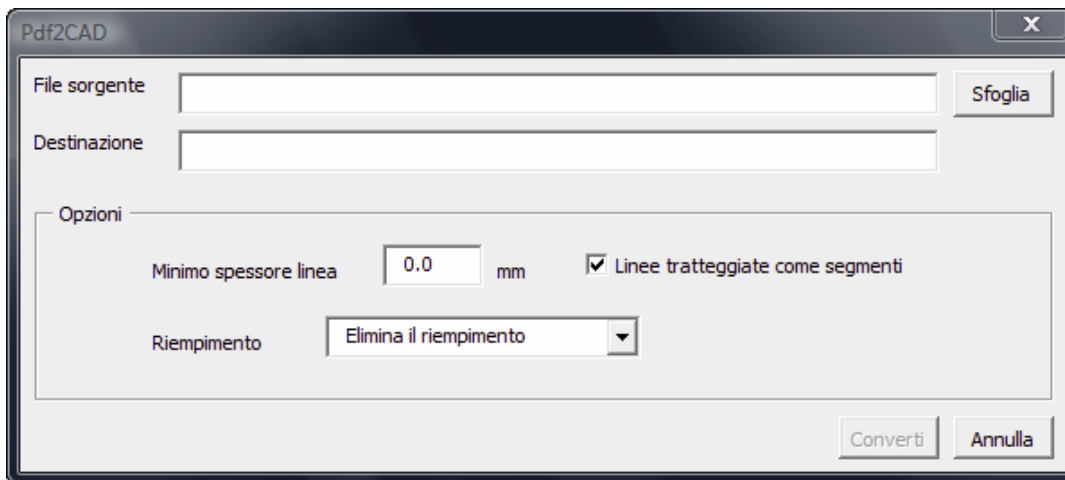 Pdf2CAD
File sorgente
Sfoglia
Destinazione
Opzioni
Minimo spessore linea 0.0 mm
Linee tratteggiate come segmenti
Riempimento Elimina il riempimento
Converti
Annulla